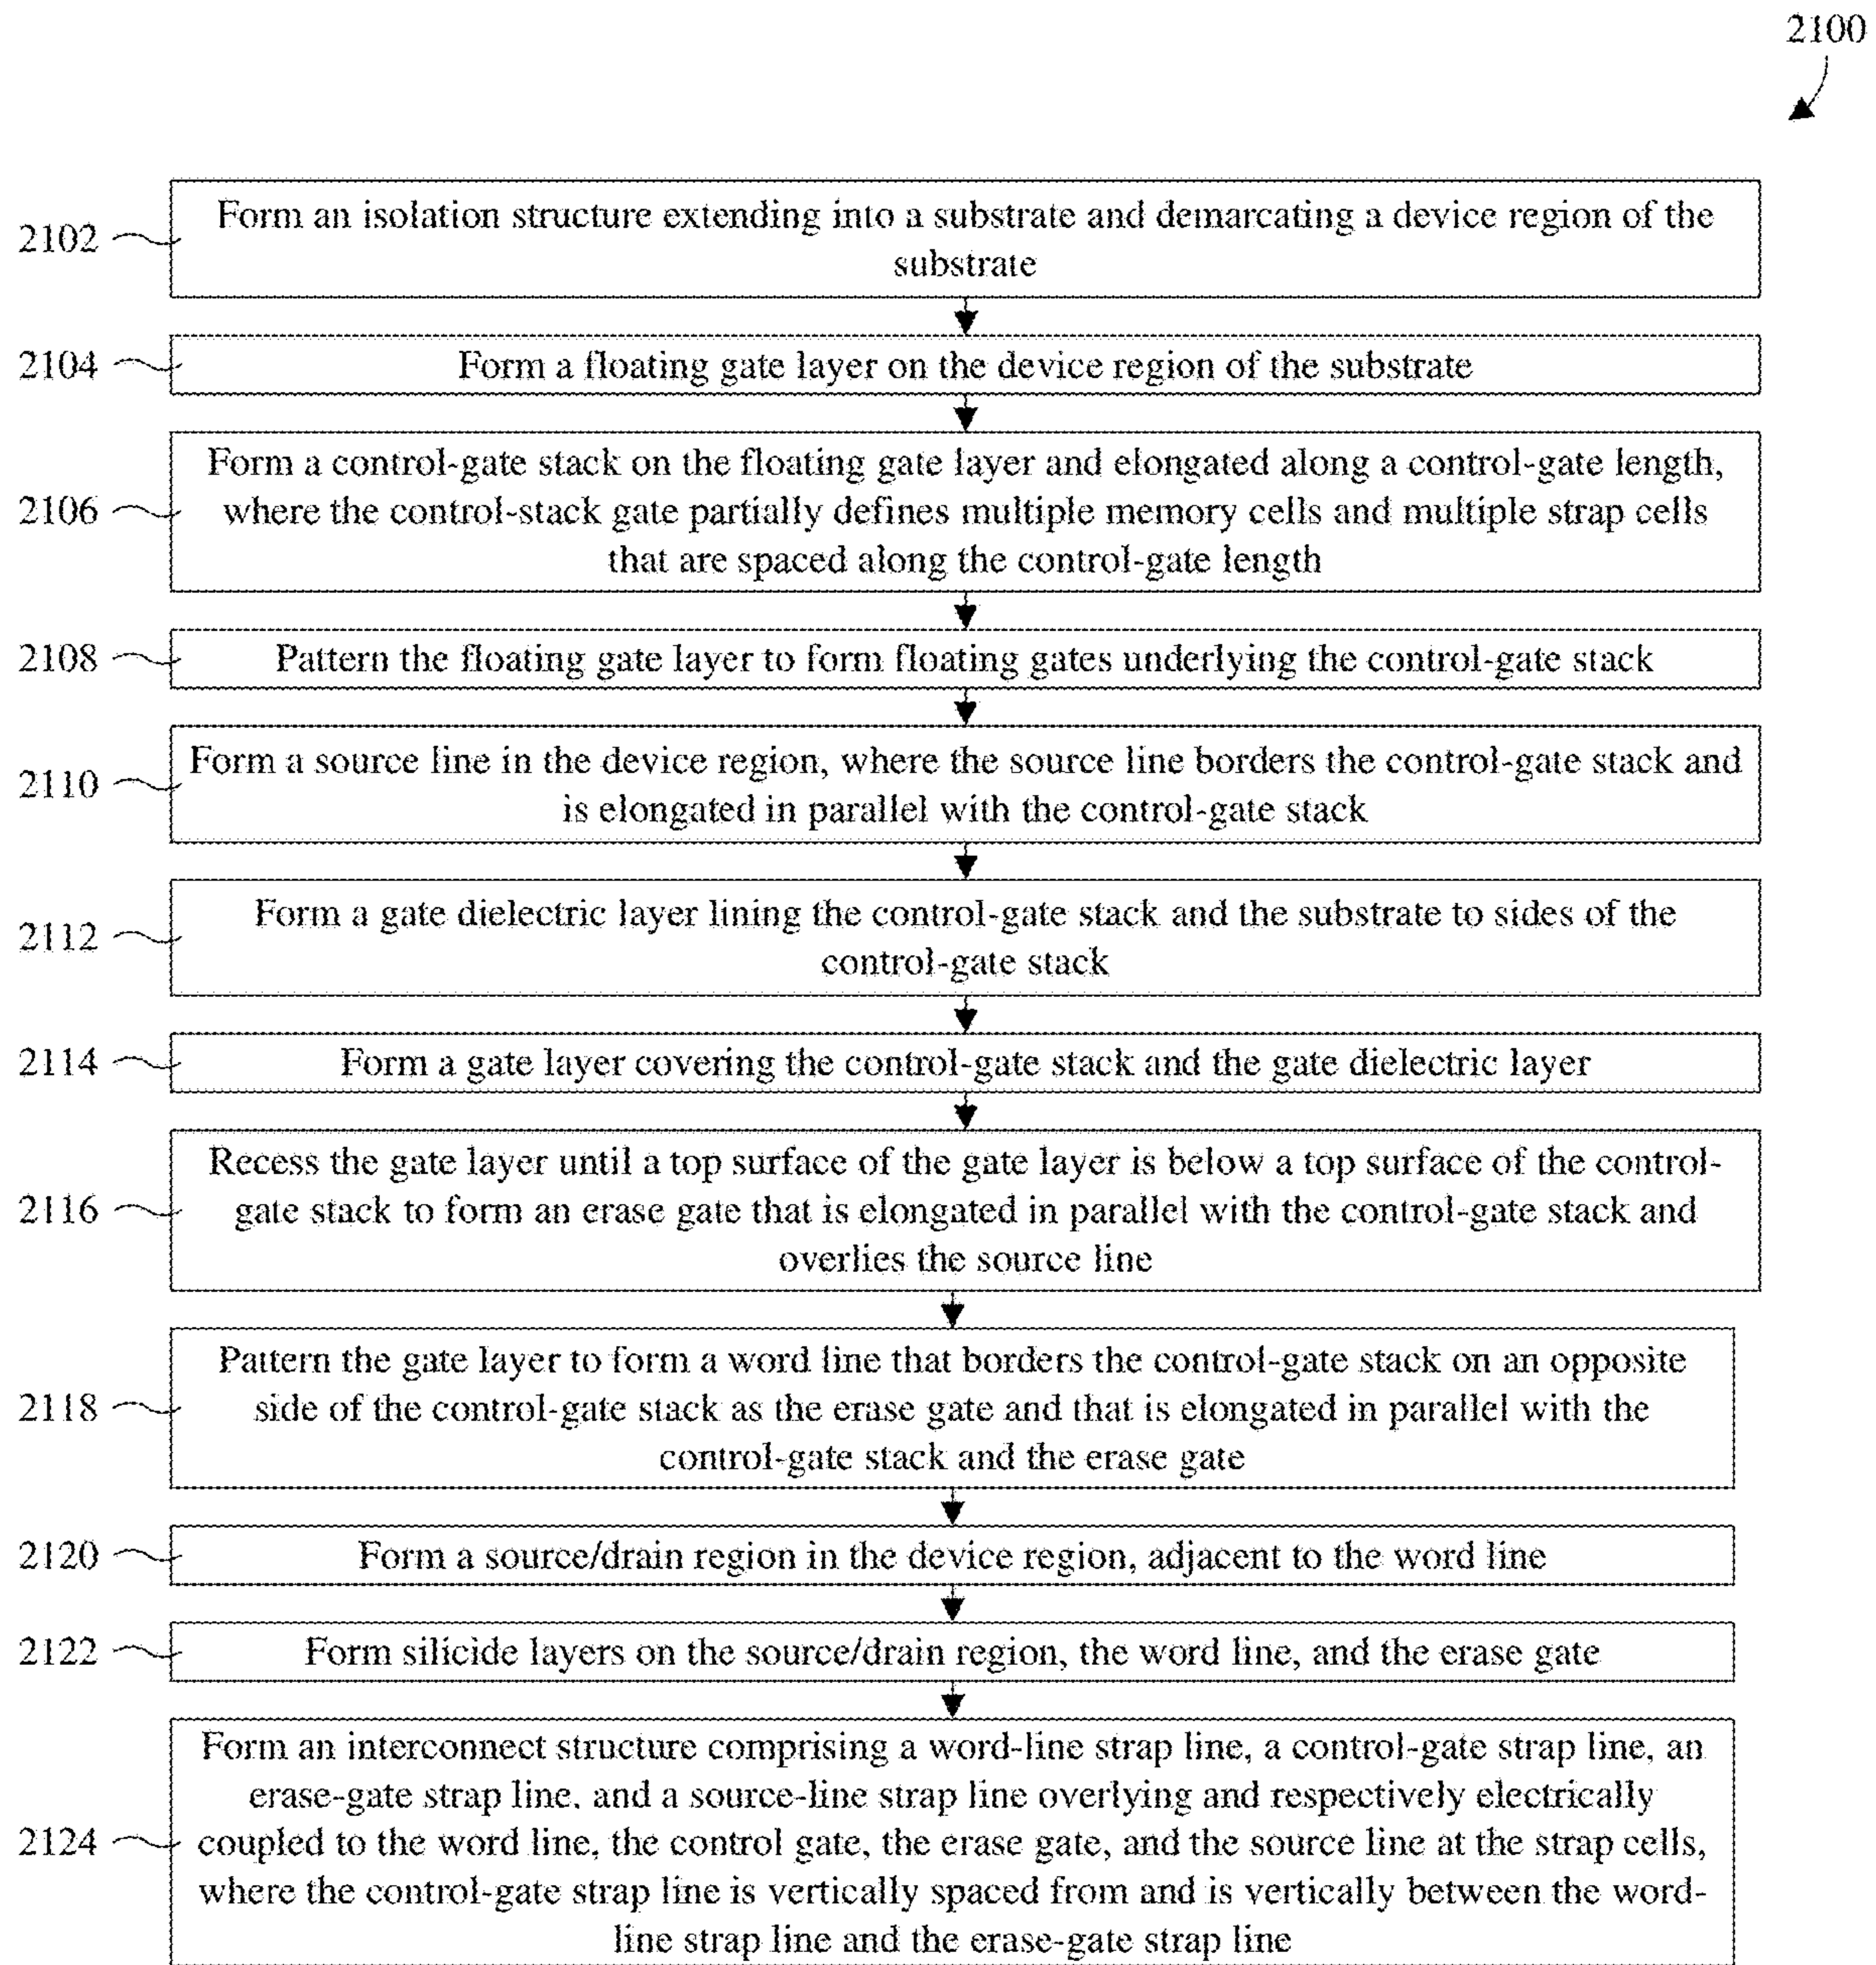 2100
2102
Form an isolation structure extending into a substrate and demarcating a device region of the
substrate
2104
Form a floating gate layer on the device region of the substrate
2106
Form a control-gate stack on the floating gate layer and elongated along a control-gate length,
where the control-stack gate partially defines multiple memory cells and multiple strap cells
that are spaced along the control-gate length
2108
Pattern the floating gate layer to form floating gates underlying the control-gate stack
2110
Form a source line in the device region, where the source line borders the control-gate stack and
is elongated in parallel with the control-gate stack
2112
Form a gate dielectric layer lining the control-gate stack and the substrate to sides of the
control-gate stack
2114
Form a gate layer covering the control-gate stack and the gate dielectric layer
2116
Recess the gate layer until a top surface of the gate layer is below a top surface of the control-
gate stack to form an erase gate that is elongated in parallel with the control-gate stack and
overlies the source line
2118
Pattern the gate layer to form a word line that borders the control-gate stack on an opposite
side of the control-gate stack as the erase gate and that is elongated in parallel with the
control-gate stack and the erase gate
2120
Form a source/drain region in the device region, adjacent to the word line
2122
Form silicide layers on the source/drain region, the word line, and the erase gate
2124
Form an interconnect structure comprising a word-line strap line, a control-gate strap line, an
erase-gate strap line, and a source-line strap line overlying and respectively electrically
coupled to the word line, the control gate, the erase gate, and the source line at the strap cells,
where the control-gate strap line is vertically spaced from and is vertically between the word-
line strap line and the erase-gate strap line